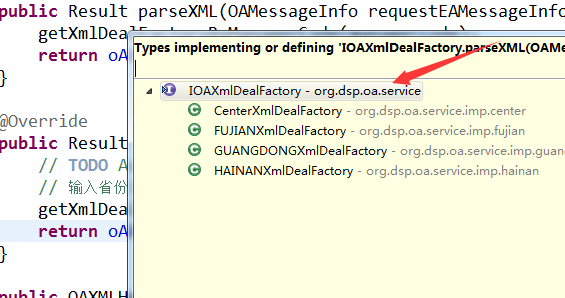 public Result parseXML(OAMessageInfo requestEAMessageInfo
Types implementing or defining 'IOAXmlDealFactory.parseXML(OAMe
return oA
IOAXmlDealFactory - org.dsp.oa.service
}
CenterXmlDealFactory - org.dsp.oa.service.imp.center
@Override
FUJIANXmlDealFactory - org.dsp.oa.service.imp.fujian
public Result
GUANGDONGXmlDealFactory - org.dsp.oa.service.imp.guan
// TODO A
HAINANXmlDealFactory - org.dsp.oa.service.imp.hainan
// 输入省份
getXmlDea
return oA
}
public OAXMLH